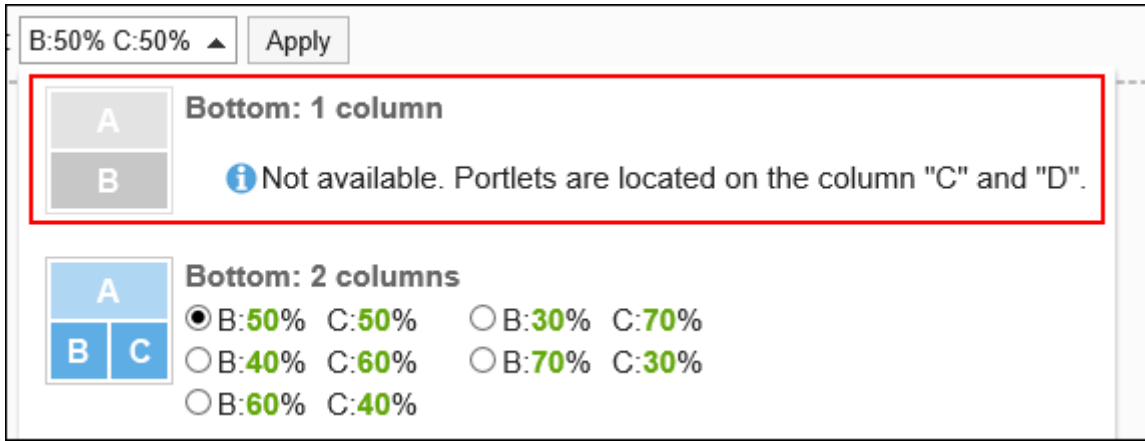 : B:50% C:50% ▲ Apply
A
B
Bottom: 1 column
Not available. Portlets are located on the column "C" and "D".
A
B C
Bottom: 2 columns
B:50% C:50% B:30% C:70%
B:40% C:60% B:70% C:30%
B:60% C:40%